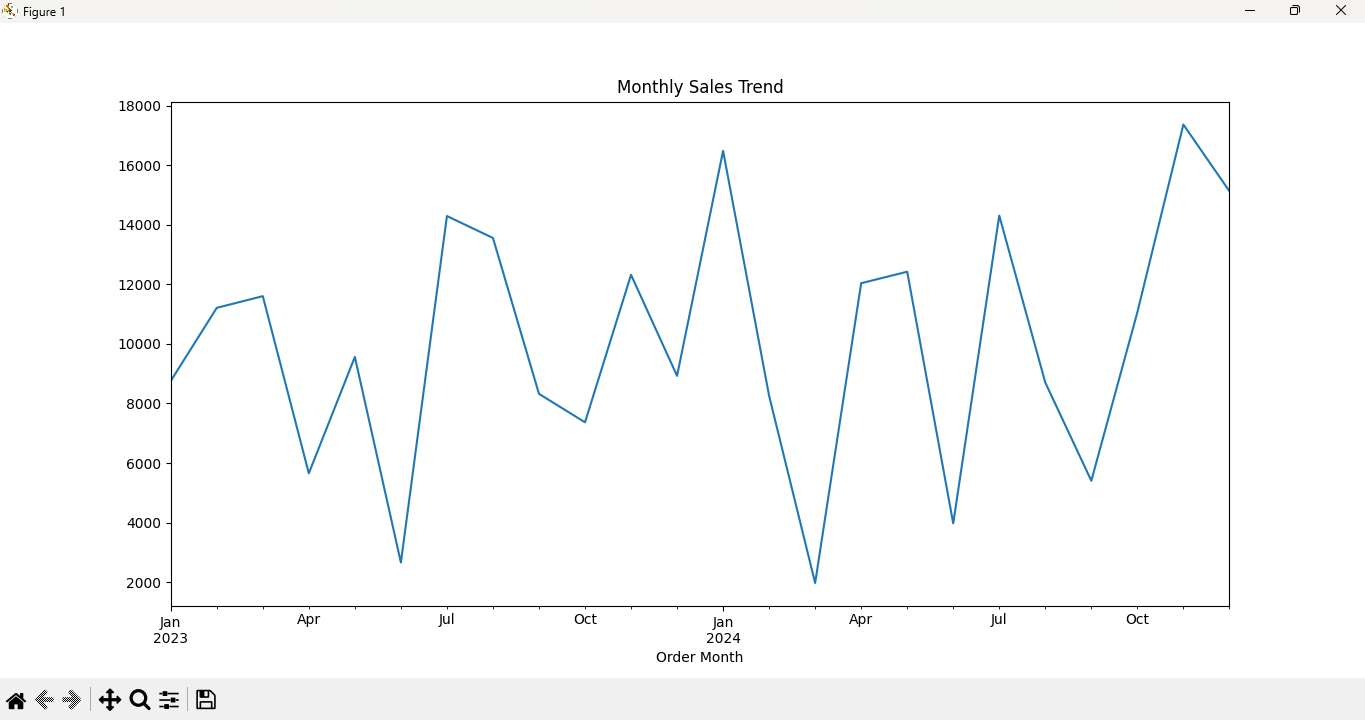 Figure 1
Monthly Sales Trend
18000
16000
14000
12000
10000
8000
6000
4000
2000
Jan Apr Jul Oct Jan Apr Jul Oct
2023 2024
Order Month